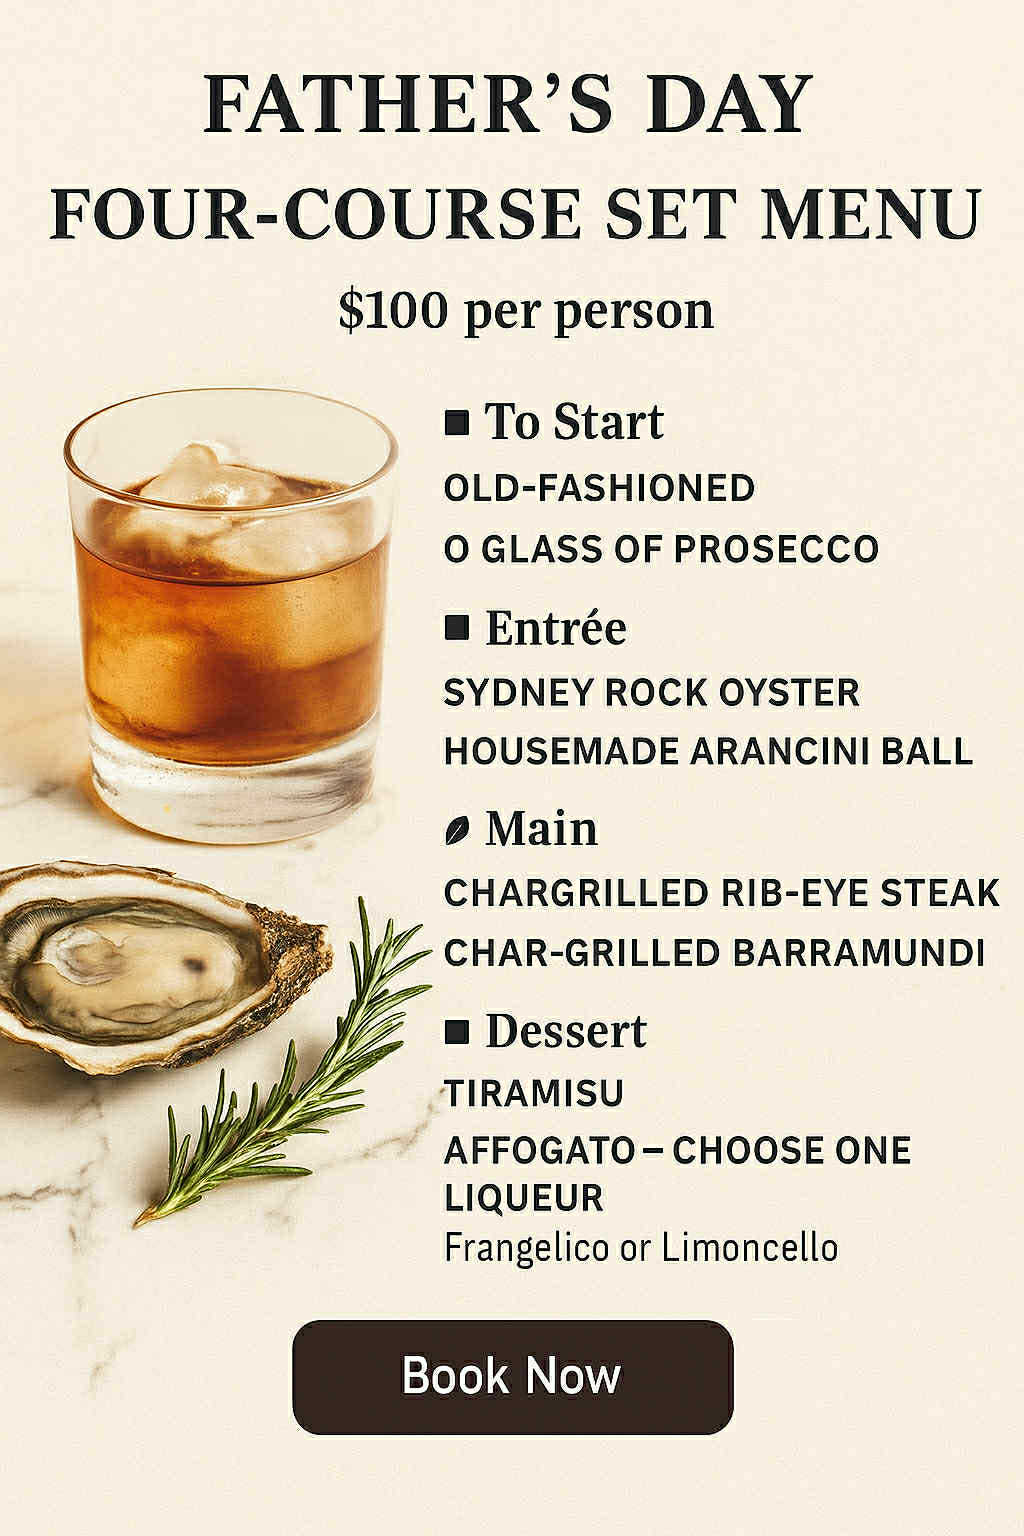 FATHER’S DAY
FOUR-COURSE SET MENU
$100 per person
To Start
OLD-FASHIONED
O GLASS OF PROSECCO
Entrée
SYDNEY ROCK OYSTER
HOUSEMADE ARANCINI BALL
Main
CHARGRILLED RIB-EYE STEAK
CHAR-GRILLED BARRAMUNDI
Dessert
TIRAMISU
AFFOGATO – CHOOSE ONE
LIQUEUR
Frangelico or Limoncello
Book Now